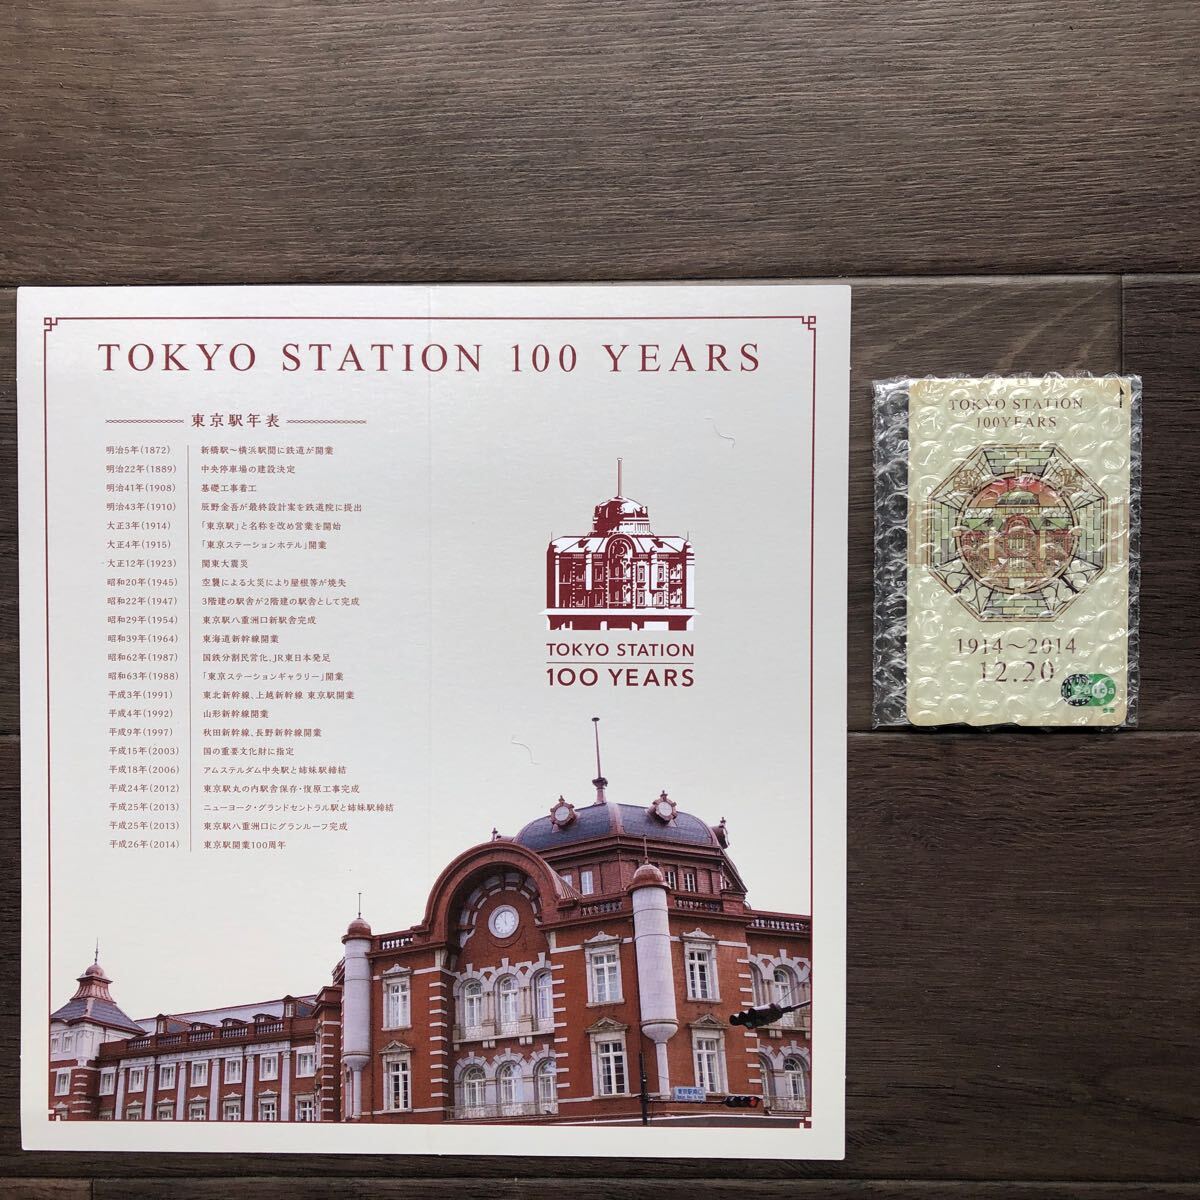 TOKYO STATION 100 YEARS
東京駅年表
明治5年(1872) 新橋駅〜横浜駅間に鉄道が開業
明治22年(1889) 中央停車場の建設決定
明治41年(1908) 基礎工事着工
明治43年(1910) 辰野金吾が最終設計案を鉄道院に提出
大正3年(1914) 「東京駅」と名称を改め営業を開始
大正4年(1915) 「東京ステーションホテル」開業
大正12年(1923) 関東大震災
昭和20年(1945) 空襲による大災により屋根等が焼失
昭和22年(1947) 3階建の駅舎が2階建の駅舎として完成
昭和29年(1954) 東京駅八重洲口新駅舎完成
昭和39年(1964) 東海道新幹線開業
昭和62年(1987) 国鉄分割民営化、JR東日本発足
昭和63年(1988) 「東京ステーションギャラリー」開業
平成3年(1991) 東北新幹線、上越新幹線 東京駅開業
平成4年(1992) 山形新幹線開業
平成9年(1997) 秋田新幹線、長野新幹線開業
平成15年(2003) 国の重要文化財に指定
平成18年(2006) アムステルダム中央駅と姉妹駅締結
平成24年(2012) 東京駅丸の内駅舎保存・復原工事完成
平成25年(2013) ニューヨーク・グランドセントラル駅と姉妹駅締結
平成25年(2013) 東京駅八重洲口にグランルーフ完成
平成26年(2014) 東京駅開業100周年
TOKYO STATION
100 YEARS
東京駅南口
TOKYO STATION
100YEARS
1914〜2014
12.20
Suica